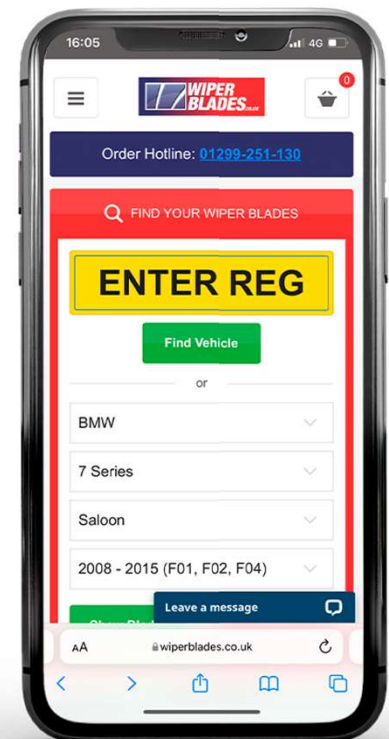 16:05
4G
WIPER
BLADES.co.uk
0
Order Hotline: 01299-251-130
FIND YOUR WIPER BLADES
ENTER REG
Find Vehicle
or
BMW
7 Series
Saloon
2008 - 2015 (F01, F02, F04)
Leave a message
Show
AA
wiperblades.co.uk